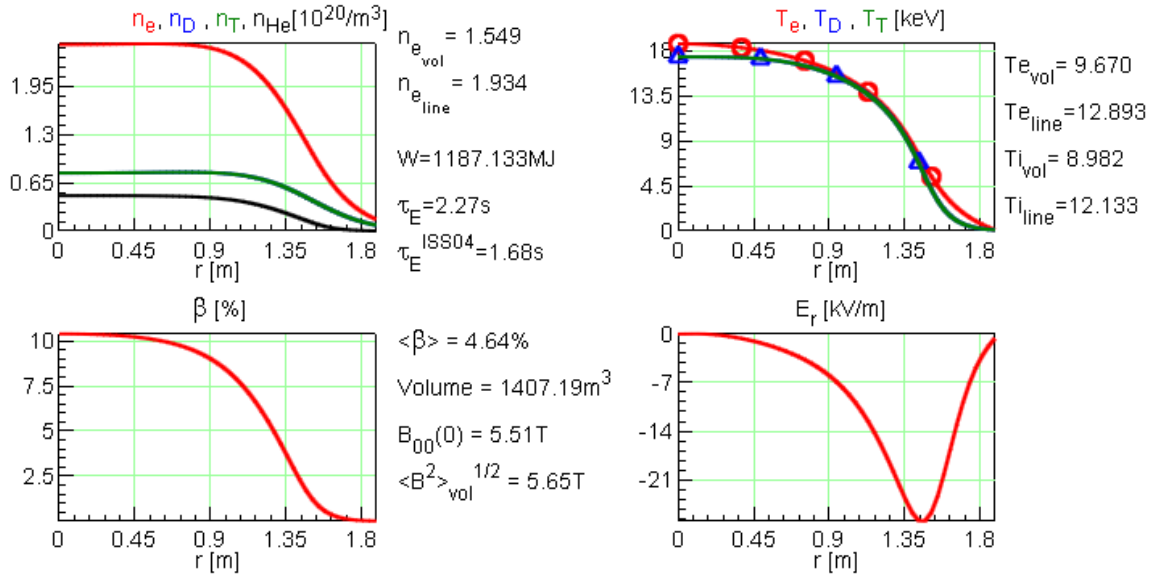 n_e, n_D, n_T, n_He[10^20/m^3]
1.95
1.3
0.65
0
0 0.45 0.9 1.35 1.8
r [m]
n_e_vol = 1.549
n_e_line = 1.934
W=1187.133MJ
τ_E=2.27s
τ_E^ISS04=1.68s
T_e, T_D , T_T [keV]
18
13.5
9
4.5
0
0 0.45 0.9 1.35 1.8
r [m]
Te_vol= 9.670
Te_line=12.893
Ti_vol= 8.982
Ti_line=12.133
β [%]
10
7.5
5
2.5
0 0.45 0.9 1.35 1.8
r [m]
<β> = 4.64%
Volume = 1407.19m^3
B_00(0) = 5.51T
<B^2>_vol^1/2 = 5.65T
E_r [KV/m]
0
-7
-14
-21
0 0.45 0.9 1.35 1.8
r [m]